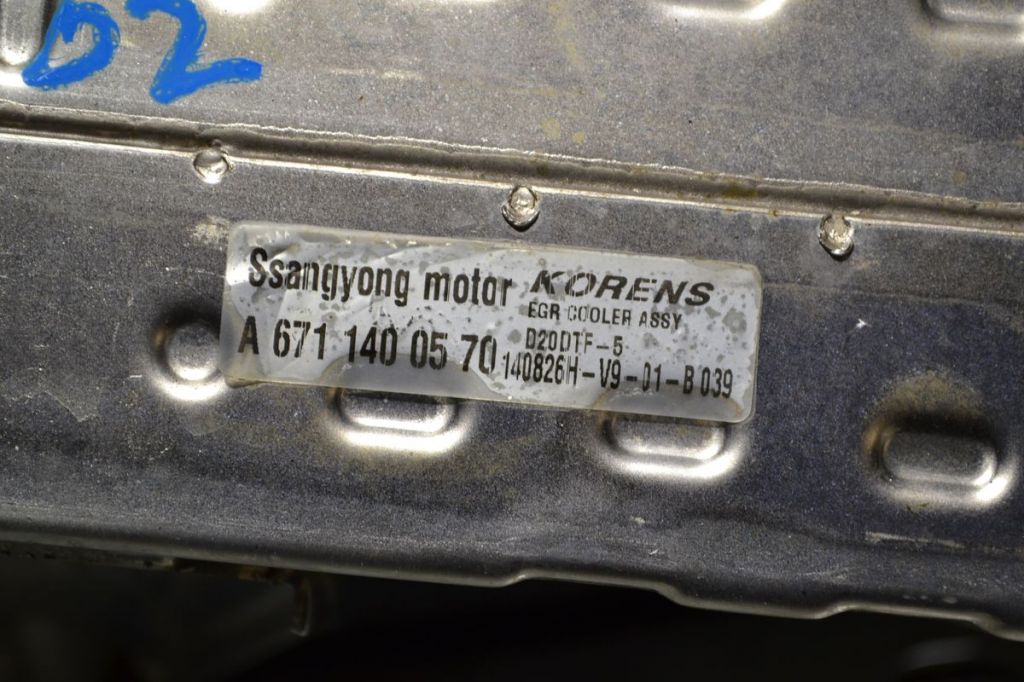 D2
Ssangyong motor KORENS
EGR COOLER ASSY
A 671 140 05 70 D20DTF-5
140826H-V9-01-B 039